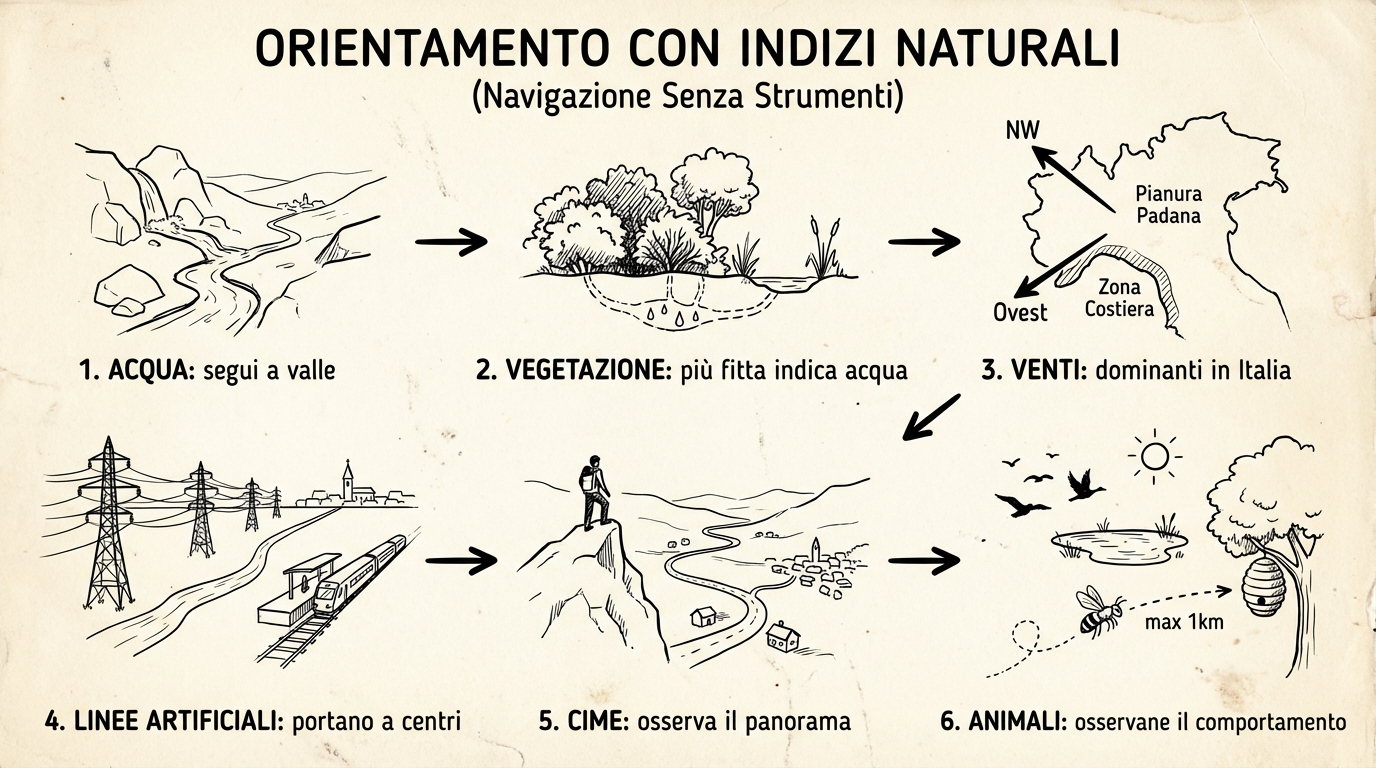 ORIENTAMENTO CON INDIZI NATURALI
(Navigazione Senza Strumenti)
1. ACQUA: segui a valle
2. VEGETAZIONE: più fitta indica acqua
NW
Pianura
Padana
Zona
Costiera
Ovest
3. VENTI: dominanti in Italia
4. LINEE ARTIFICIALI: portano a centri
5. CIME: osserva il panorama
max 1km
6. ANIMALI: osservane il comportamento